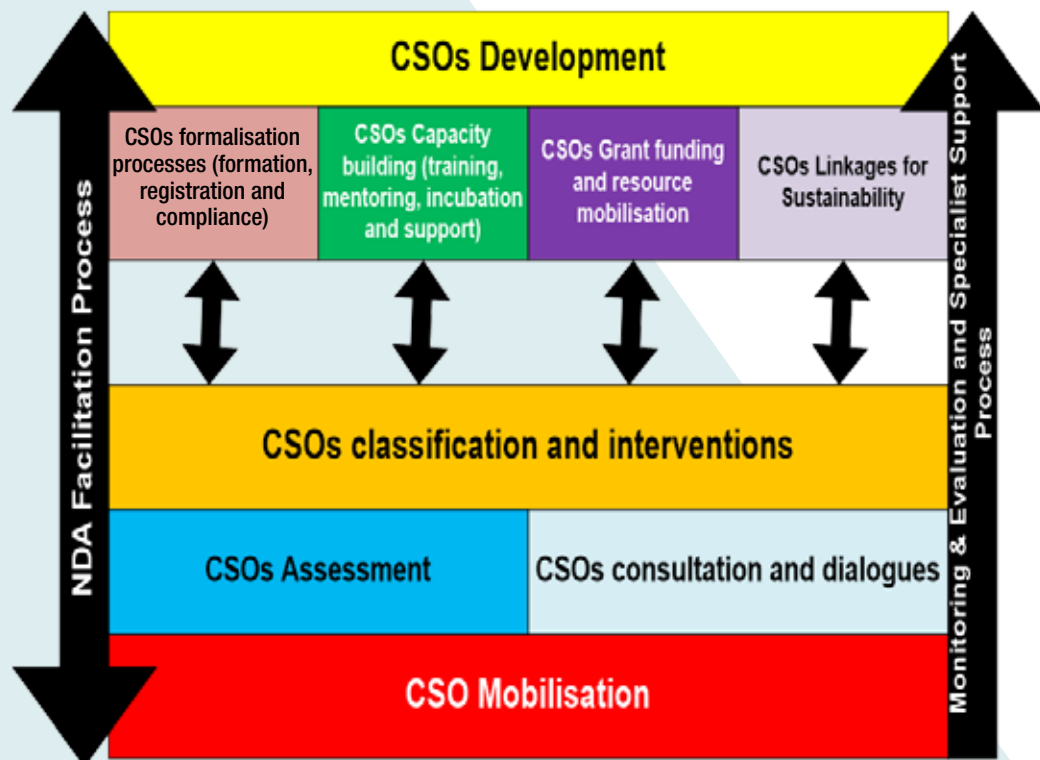 CSOs Development
CSOs formalisation
processes (formation,
registration and
compliance)
CSOs Capacity
building (training,
mentoring, incubation
and support)
CSOs Grant funding
and resource
mobilisation
CSOs Linkages for
Sustainability
NDA Facilitation Process
Monitoring & Evaluation and Specialist Support
Process
CSOs classification and interventions
CSOs Assessment
CSOs consultation and dialogues
CSO Mobilisation